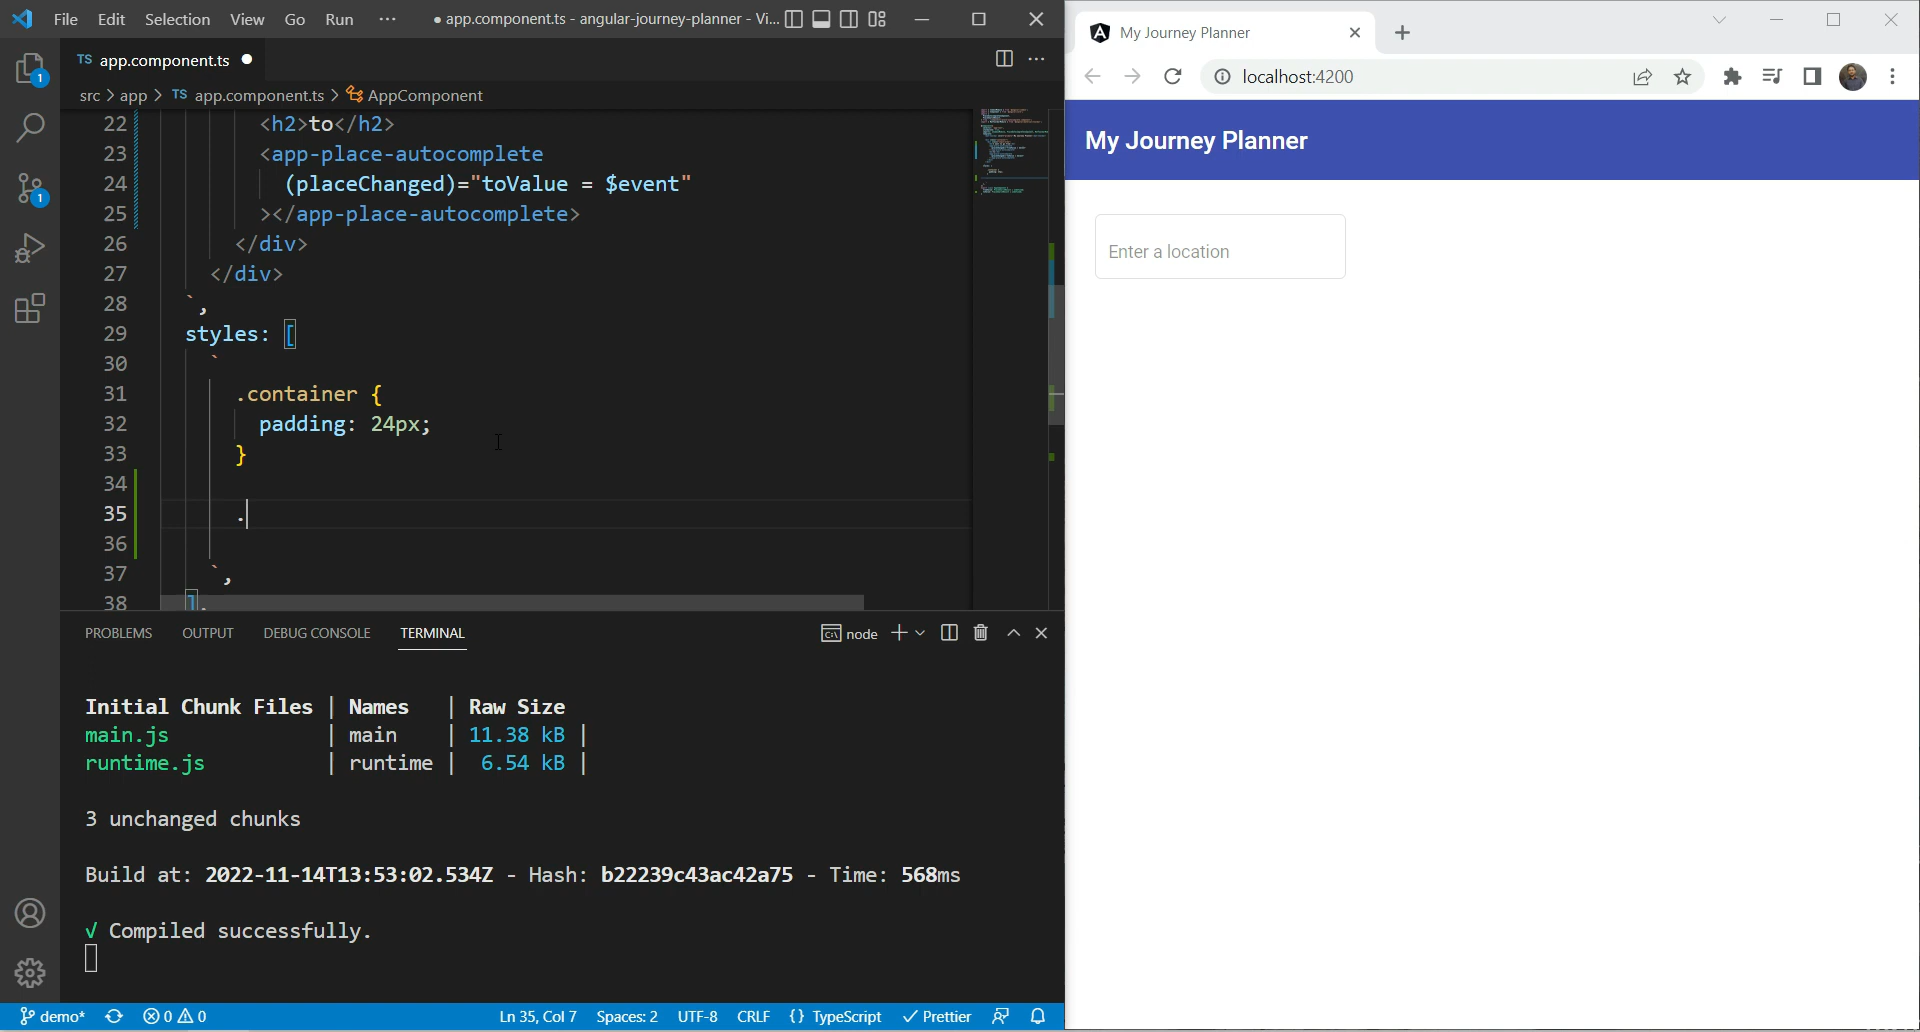 File Edit Selection View Go Run ··· ● app.component.ts - angular-journey-planner - Vi...
TS app.component.ts ●
src > app > TS app.component.ts > AppComponent
22 <h2>to</h2>
23 <app-place-autocomplete
24 (placeChanged)="toValue = $event"
25 ></app-place-autocomplete>
26 </div>
27 </div>
28 `,
29 styles: [
30 `
31 .container {
32 padding: 24px;
33 }
34
35 .
36
37 `,
38 ],
PROBLEMS OUTPUT DEBUG CONSOLE TERMINAL node
Initial Chunk Files | Names | Raw Size
main.js | main | 11.38 kB |
runtime.js | runtime | 6.54 kB |
3 unchanged chunks
Build at: 2022-11-14T13:53:02.534Z - Hash: b22239c43ac42a75 - Time: 568ms
√ Compiled successfully.
demo* 0 0 Ln 35, Col 7 Spaces: 2 UTF-8 CRLF {} TypeScript Prettier
1
1
My Journey Planner
localhost:4200
My Journey Planner
Enter a location